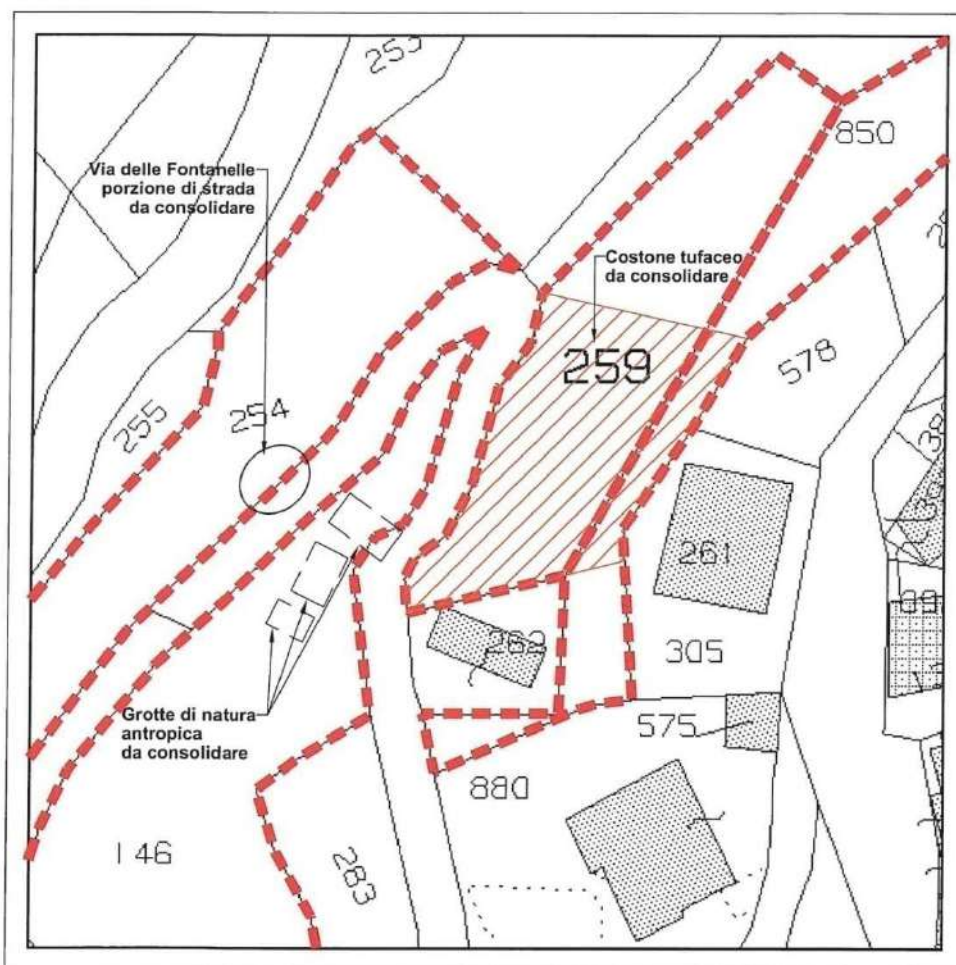 253
850
Via delle Fontanelle
porzione di strada
da consolidare
Costone tufaceo
da consolidare
259
578
255
254
261
262
305
575
Grotte di natura
antropica
da consolidare
880
146
283